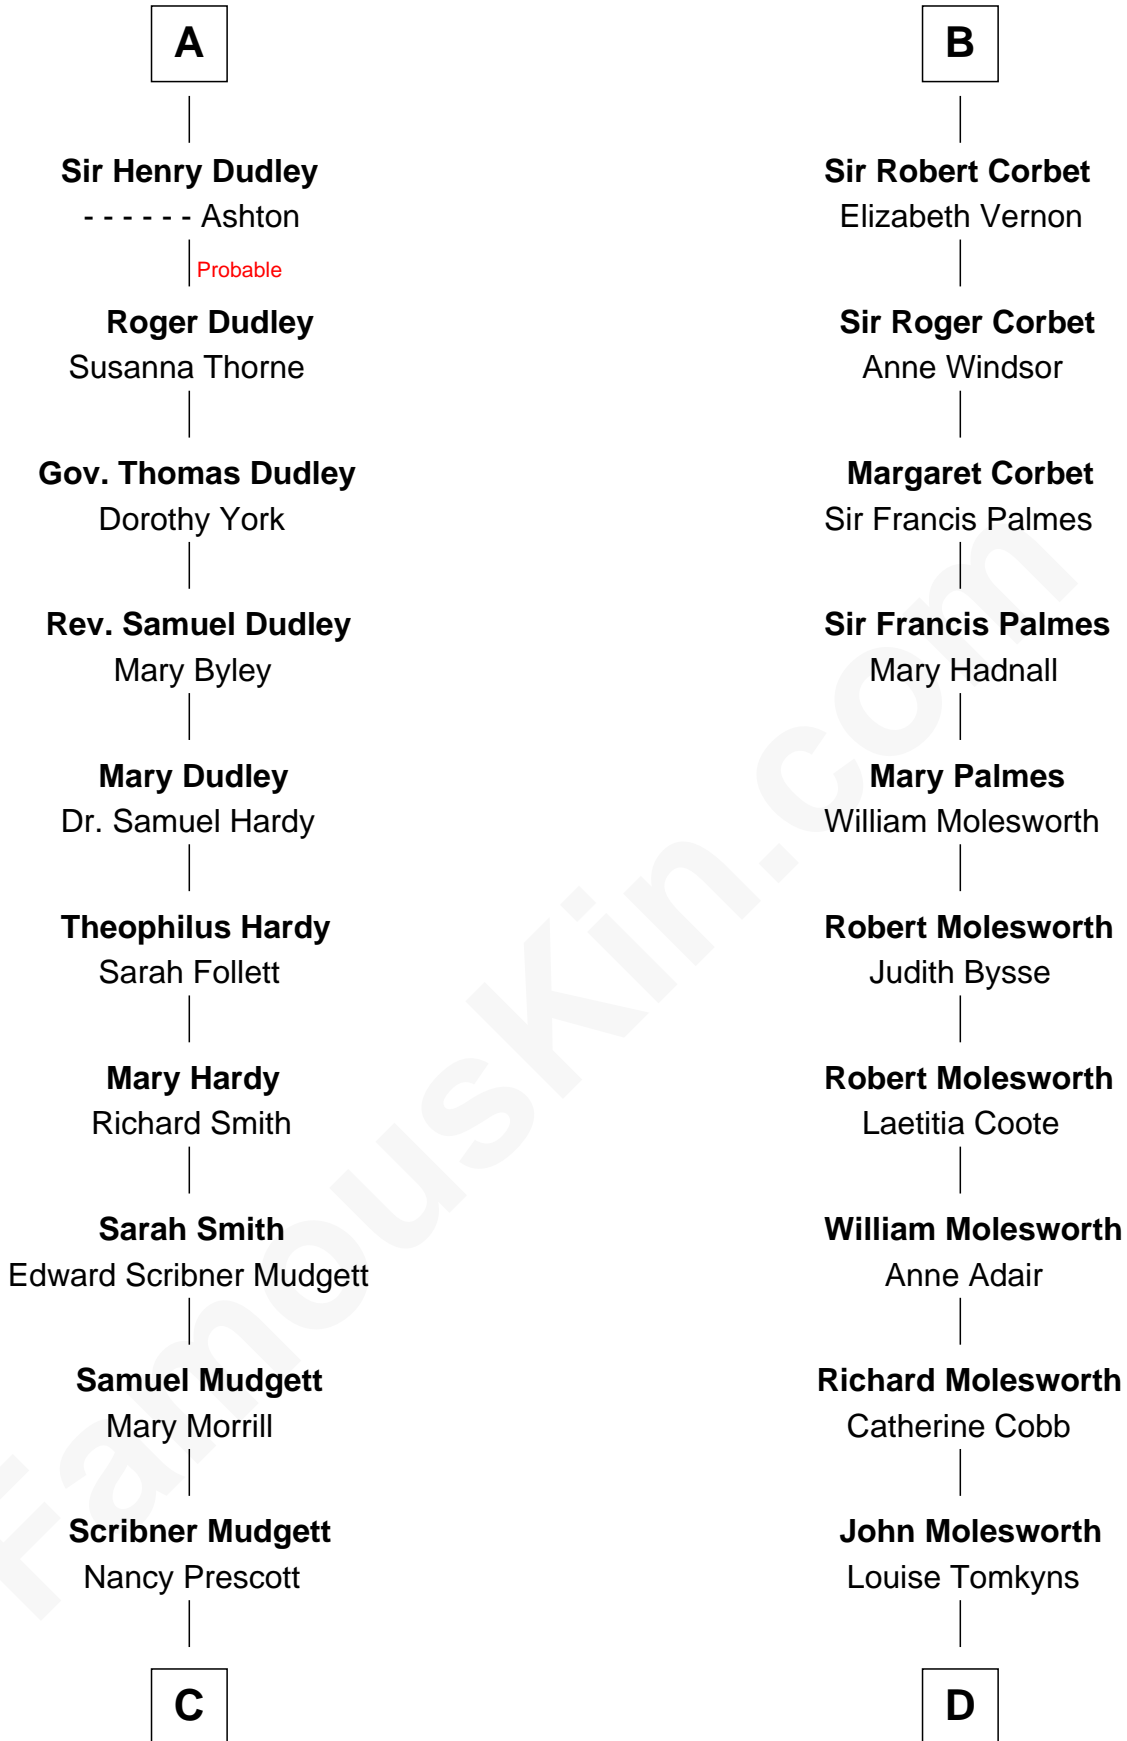 A
Sir Henry Dudley
- - - - - - Ashton
Probable
Roger Dudley
Susanna Thorne
Gov. Thomas Dudley
Dorothy York
Rev. Samuel Dudley
Mary Byley
Mary Dudley
Dr. Samuel Hardy
Theophilus Hardy
Sarah Follett
Mary Hardy
Richard Smith
Sarah Smith
Edward Scribner Mudgett
Samuel Mudgett
Mary Morrill
Scribner Mudgett
Nancy Prescott
C
B
Sir Robert Corbet
Elizabeth Vernon
Sir Roger Corbet
Anne Windsor
Margaret Corbet
Sir Francis Palmes
Sir Francis Palmes
Mary Hadnall
Mary Palmes
William Molesworth
Robert Molesworth
Judith Bysse
Robert Molesworth
Laetitia Coote
William Molesworth
Anne Adair
Richard Molesworth
Catherine Cobb
John Molesworth
Louise Tomkyns
D
FamousKin.com